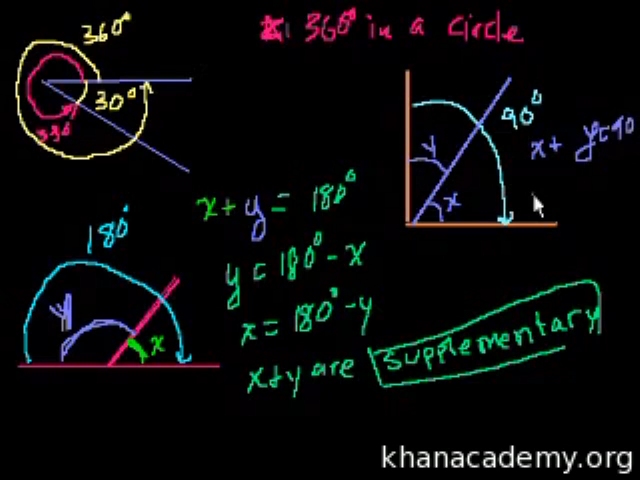 360° in a circle
360°
30°
330
90°
y
x
x + y = 90
180°
y
x
x + y = 180°
y = 180° - x
x = 180° - y
x + y are supplementary
khanacademy.org